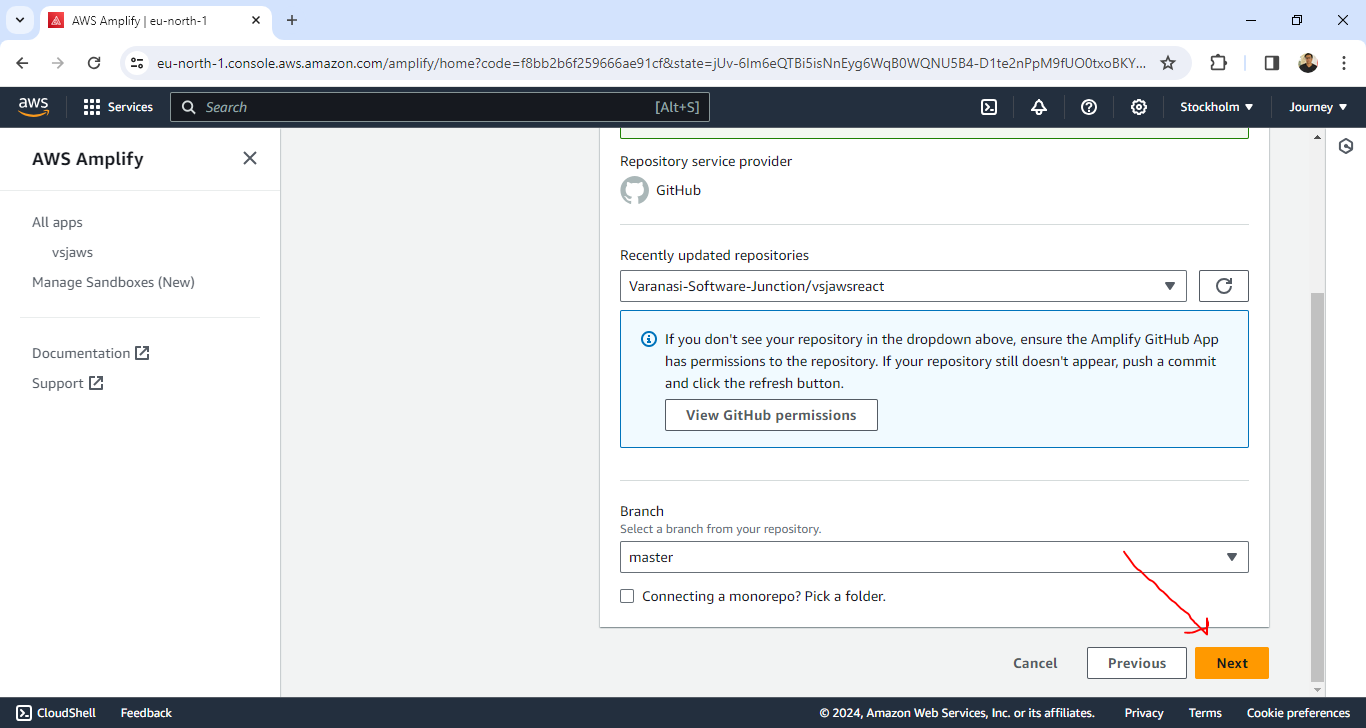 AWS Amplify | eu-north-1
eu-north-1.console.aws.amazon.com/amplify/home?code=f8bb2b6f259666ae91cf&state=jUv-6lm6eQTBi5isNnEyg6WqB0WQNU5B4-D1te2nPpM9fUO0txoBKY...
aws
Services
Search
[Alt+S]
Stockholm
Journey
AWS Amplify
All apps
vsjaws
Manage Sandboxes (New)
Documentation
Support
Repository service provider
GitHub
Recently updated repositories
Varanasi-Software-Junction/vsjawsreact
If you don't see your repository in the dropdown above, ensure the Amplify GitHub App
has permissions to the repository. If your repository still doesn't appear, push a commit
and click the refresh button.
View GitHub permissions
Branch
Select a branch from your repository.
master
Connecting a monorepo? Pick a folder.
Cancel
Previous
Next
CloudShell
Feedback
© 2024, Amazon Web Services, Inc. or its affiliates.
Privacy
Terms
Cookie preferences